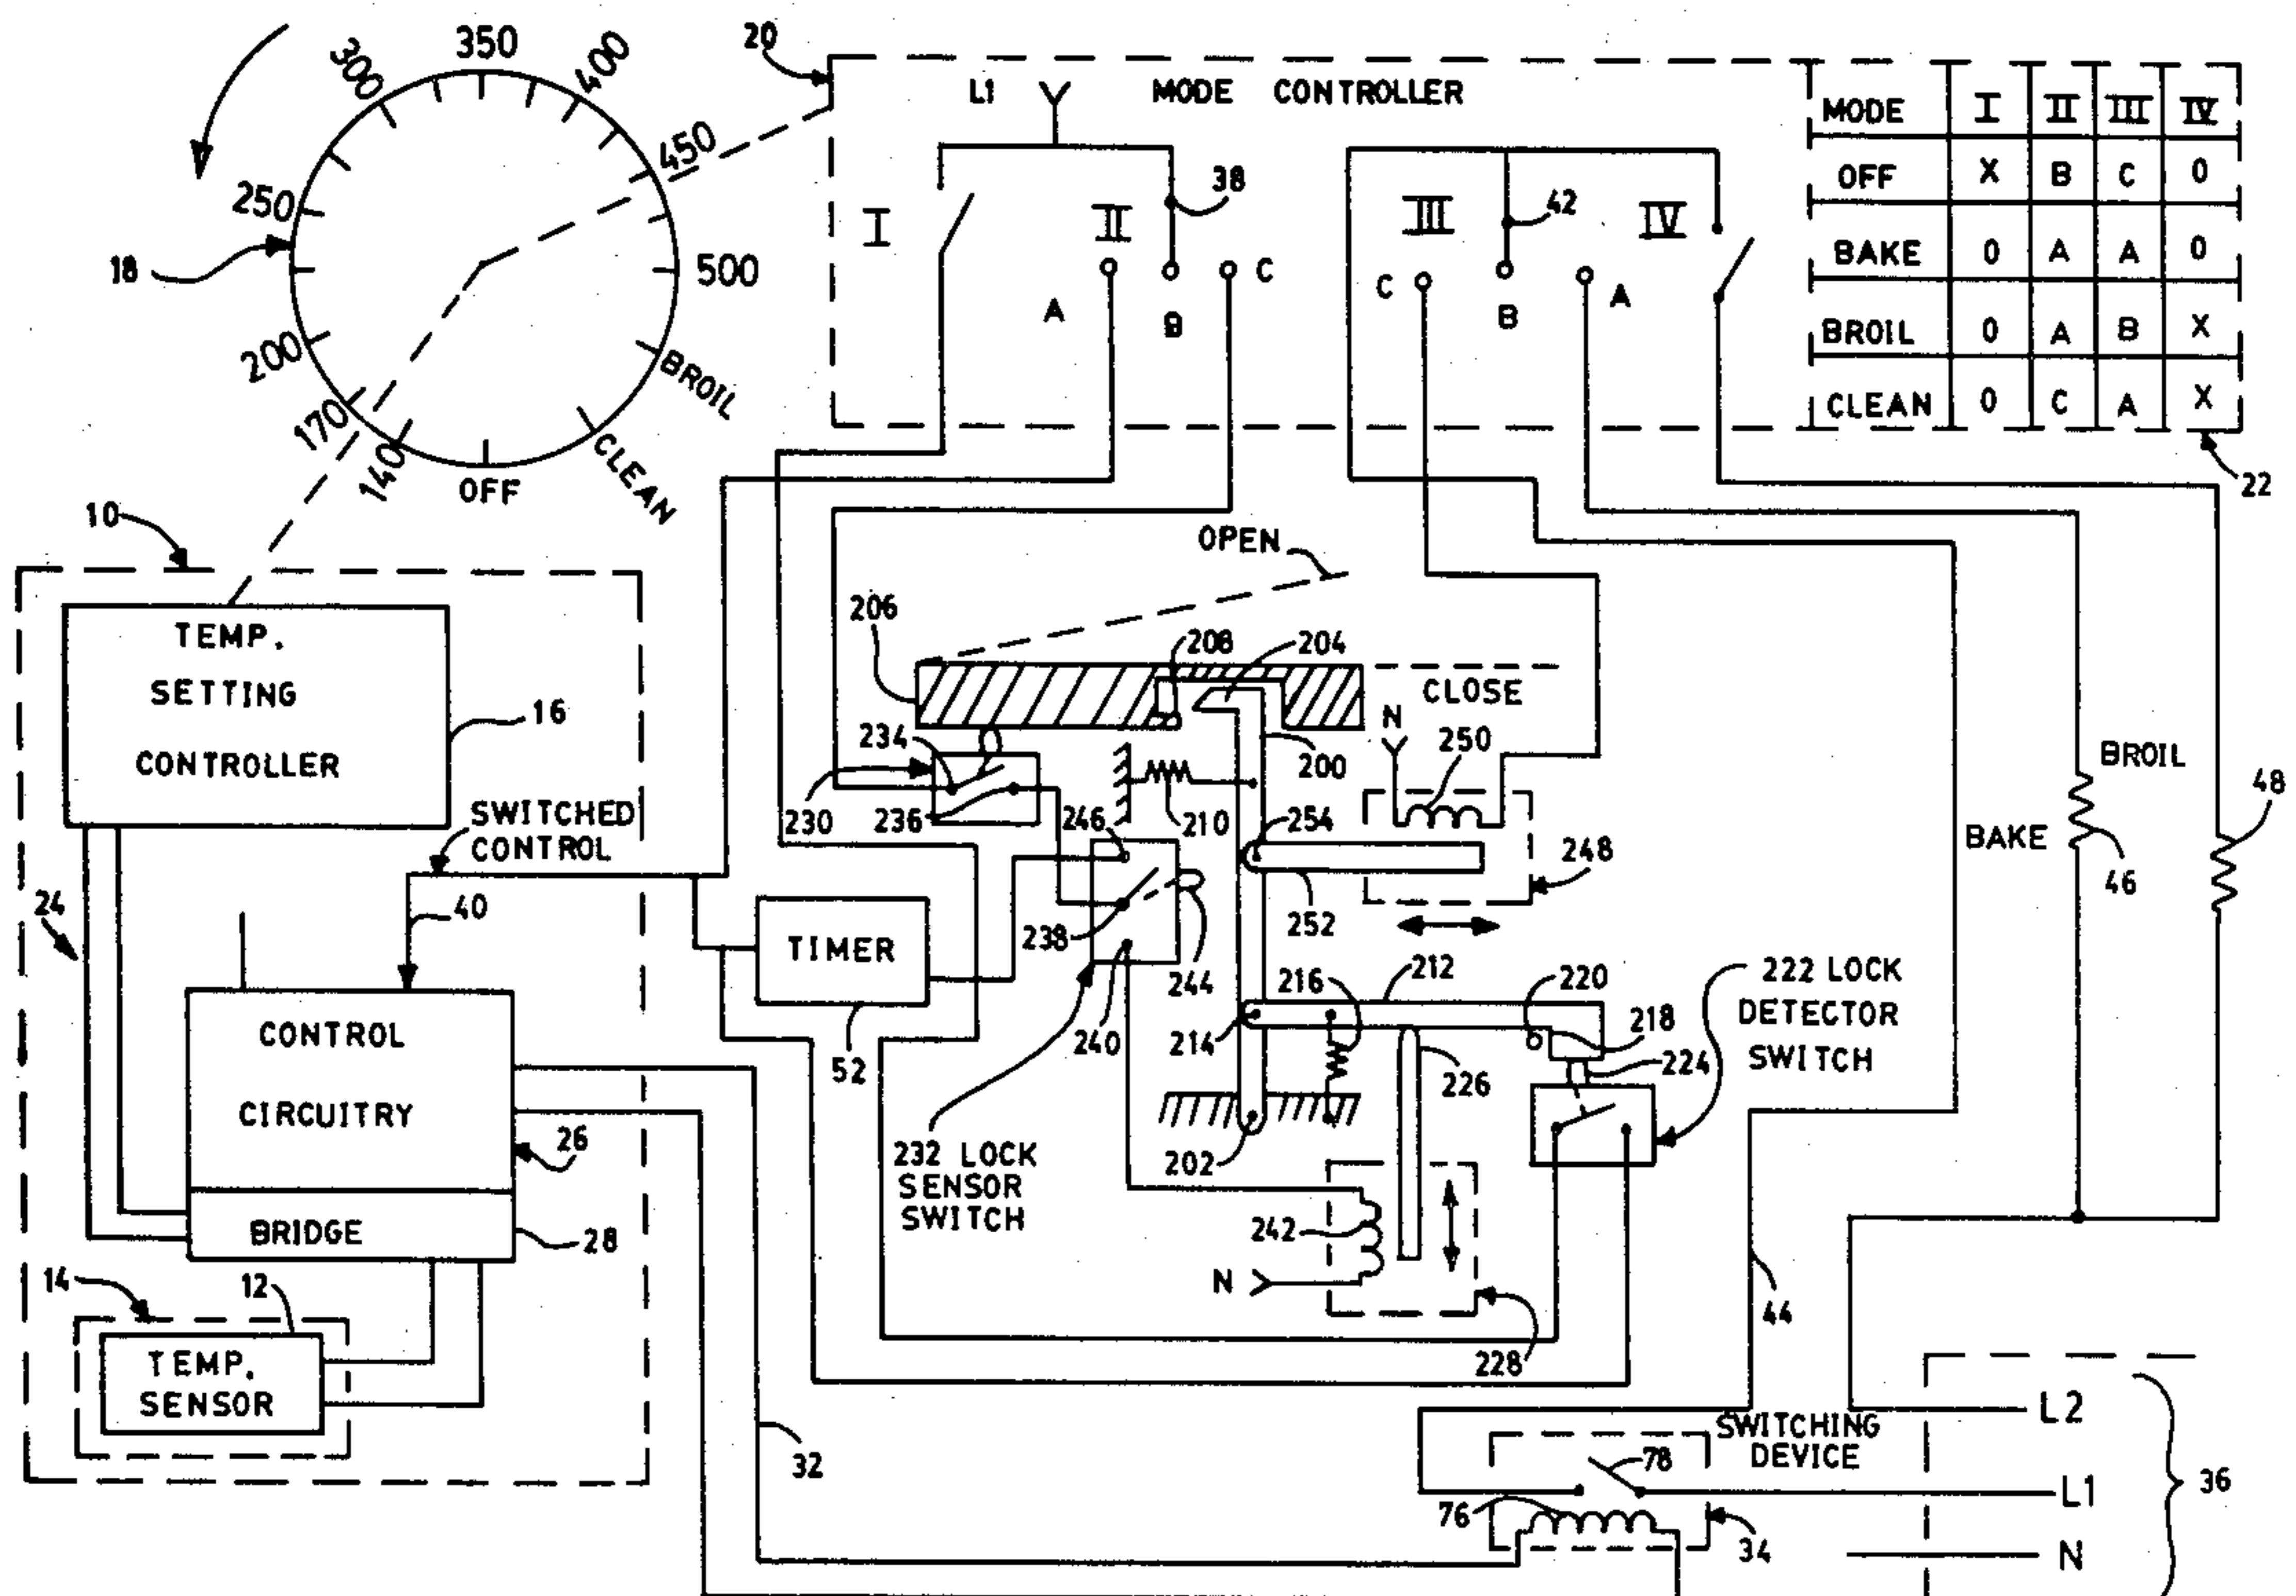 20
L1 MODE CONTROLLER
MODE I II III IV
OFF X B C 0
BAKE 0 A A 0
BROIL 0 A B X
CLEAN 0 C A X
22
I
II
38
A
B
C
III
42
IV
C
B
A
18
140
170
200
250
300
350
400
450
500
BROIL
CLEAN
OFF
10
TEMP.
SETTING
CONTROLLER
16
SWITCHED
CONTROL
40
24
CONTROL
CIRCUITRY
26
BRIDGE
28
14
12
TEMP.
SENSOR
OPEN
206
208
204
CLOSE
N
250
234
230
236
210
200
246
254
248
252
238
244
TIMER
52
240
216
212
220
218
214
224
226
222 LOCK
DETECTOR
SWITCH
232 LOCK
SENSOR
SWITCH
202
242
N
228
BROIL
BAKE
46
48
44
32
SWITCHING
DEVICE
78
76
34
L2
L1
N
36